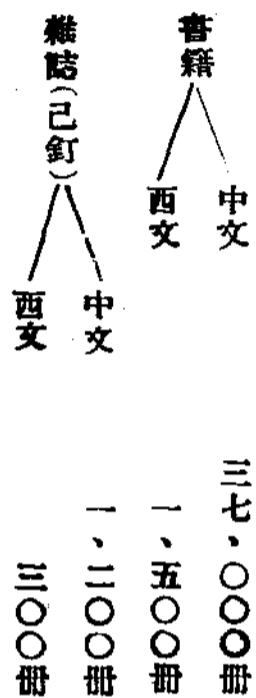 書籍
中文 三七、〇〇〇冊
西文 一、五〇〇冊
雜誌（己釘）
中文 一、二〇〇冊
西文 三〇〇冊